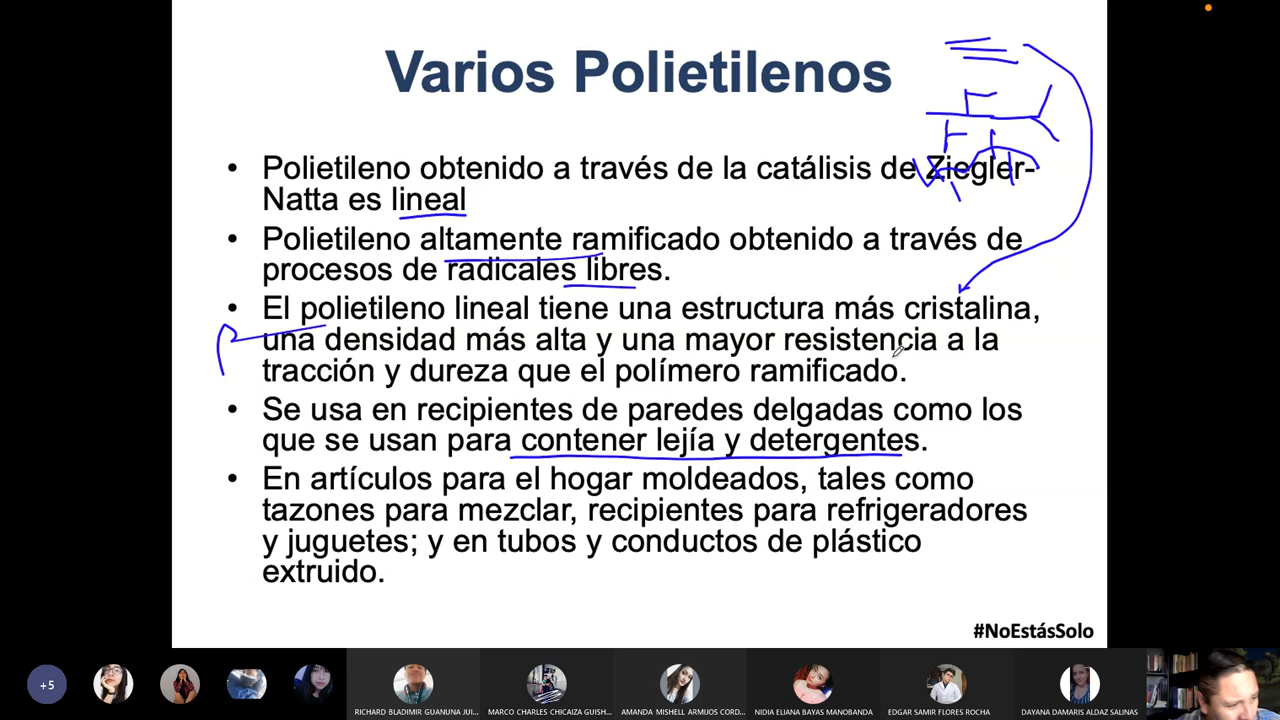 Varios Polietilenos
• Polietileno obtenido a través de la catálisis de Ziegler-
Natta es lineal
• Polietileno altamente ramificado obtenido a través de
procesos de radicales libres.
• El polietileno lineal tiene una estructura más cristalina,
una densidad más alta y una mayor resistencia a la
tracción y dureza que el polímero ramificado.
• Se usa en recipientes de paredes delgadas como los
que se usan para contener lejía y detergentes.
• En artículos para el hogar moldeados, tales como
tazones para mezclar, recipientes para refrigeradores
y juguetes; y en tubos y conductos de plástico
extruido.
#NoEstásSolo
+5
RICHARD BLADIMIR GUANUNA JUI...
MARCO CHARLES CHICAIZA GUISH...
AMANDA MISHELL ARMIJOS CORD...
NIDIA ELIANA BAYAS MANOBANDA
EDGAR SAMIR FLORES ROCHA
DAYANA DAMARIS ALDAZ SALINAS